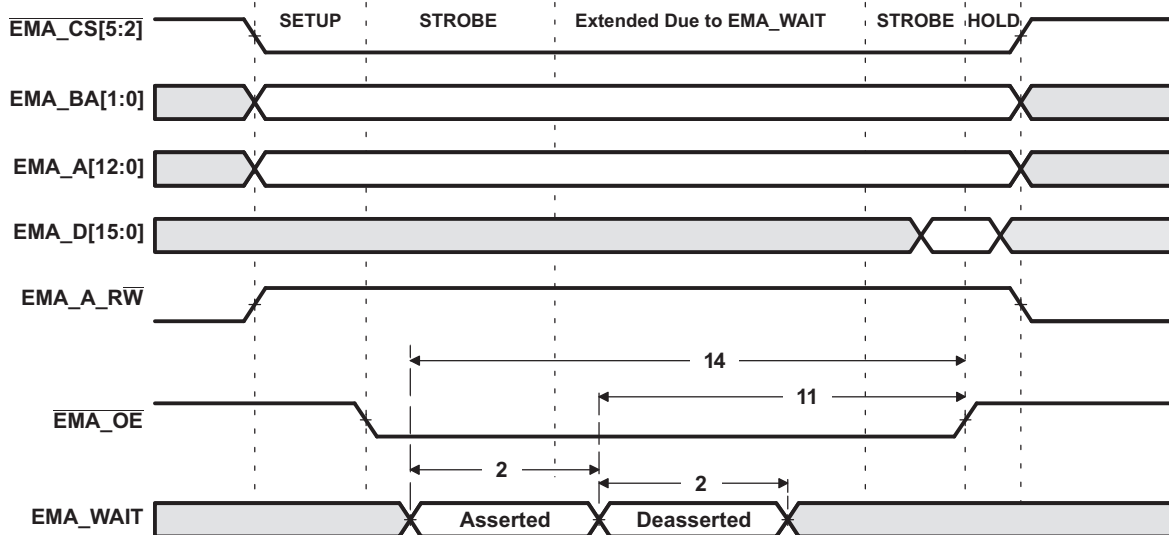 SETUP STROBE Extended Due to EMA_WAIT STROBE HOLD
EMA_CS[5:2]
EMA_BA[1:0]
EMA_A[12:0]
EMA_D[15:0]
EMA_A_RW
14
11
EMA_OE
2
2
EMA_WAIT Asserted Deasserted